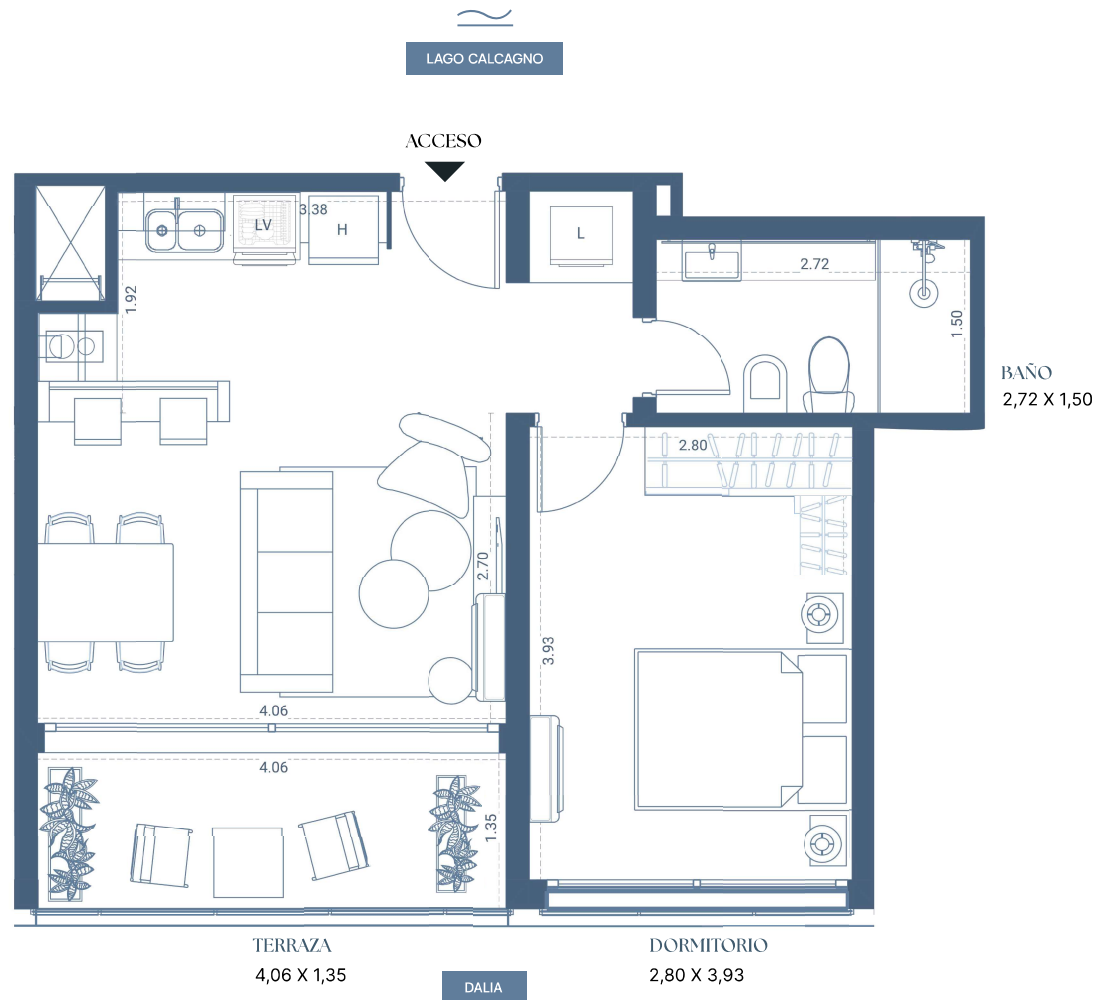 LAGO CALCAGNO
ACCESO
3.38
LV
H
L
2.72
1.92
1.50
BAÑO
2,72 X 1,50
2.80
2.70
3.93
4.06
4.06
1.35
TERRAZA
4,06 X 1,35
DORMITORIO
2,80 X 3,93
DALIA